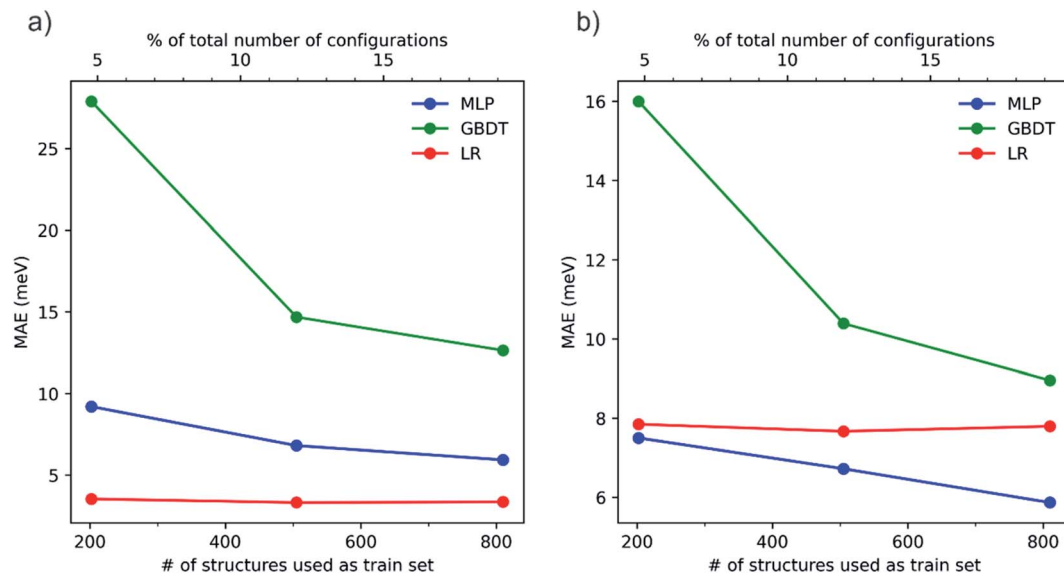 a)
% of total number of configurations
5 10 15
MLP
GBDT
LR
25
20
15
10
5
MAE (meV)
200 400 600 800
# of structures used as train set
b)
% of total number of configurations
5 10 15
MLP
GBDT
LR
16
14
12
10
8
6
MAE (meV)
200 400 600 800
# of structures used as train set